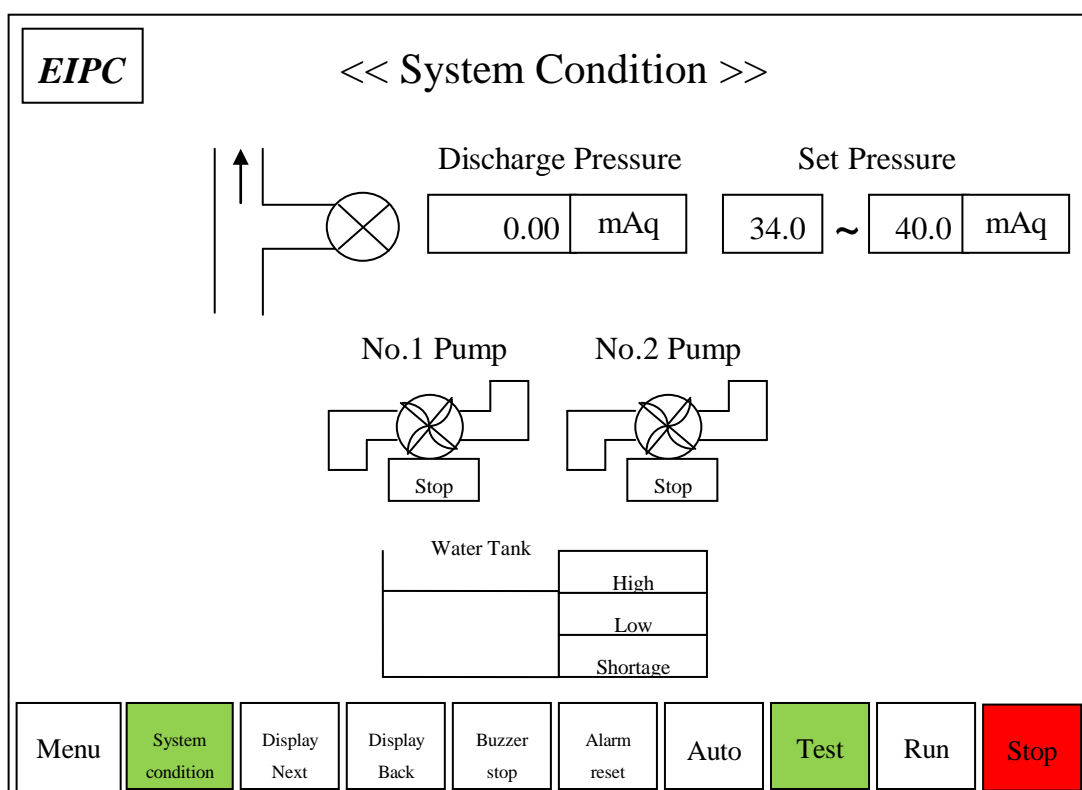 EIPC
<< System Condition >>
Discharge Pressure
Set Pressure
0.00 mAq
34.0 ~ 40.0 mAq
No.1 Pump
No.2 Pump
Stop
Stop
Water Tank
High
Low
Shortage
Menu
System
condition
Display
Next
Display
Back
Buzzer
stop
Alarm
reset
Auto
Test
Run
Stop